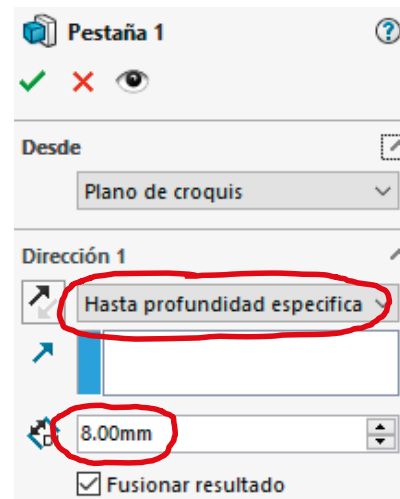 Pestaña 1
Desde
Plano de croquis
Dirección 1
Hasta profundidad especifica
8.00mm
Fusionar resultado